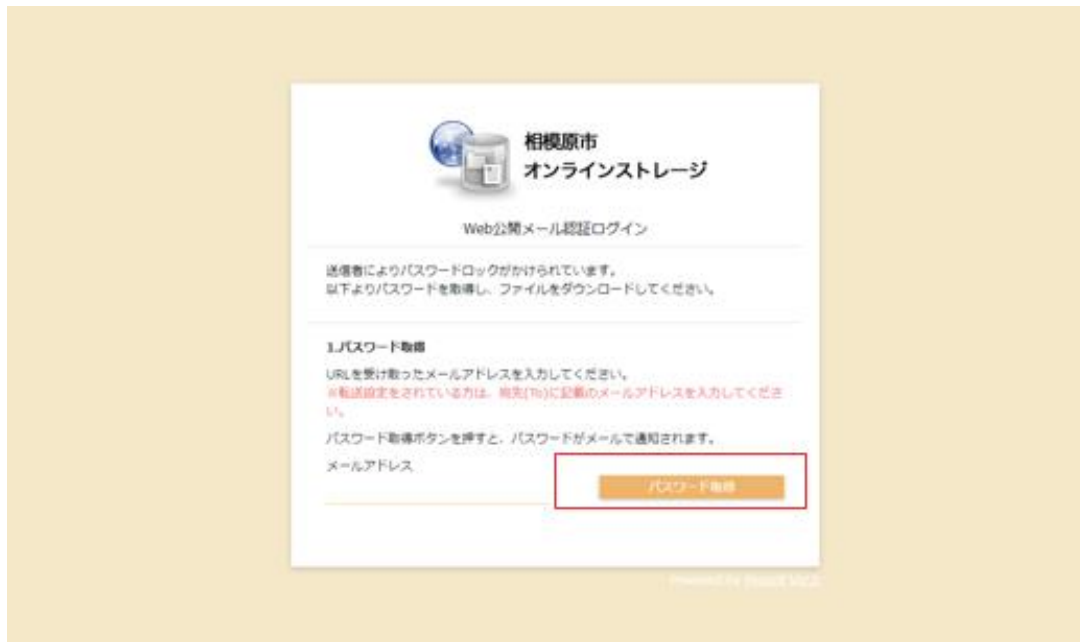 相模原市
オンラインストレージ
Web公開メール認証ログイン
送信者によりパスワードロックがかけられています。
以下よりパスワードを取得し、ファイルをダウンロードしてください。
1.パスワード取得
URLを受け取ったメールアドレスを入力してください。
※転送設定をされている方は、宛先(To)に記載のメールアドレスを入力してくださ
い。
パスワード取得ボタンを押すと、パスワードがメールで通知されます。
メールアドレス
パスワード取得
Powered by